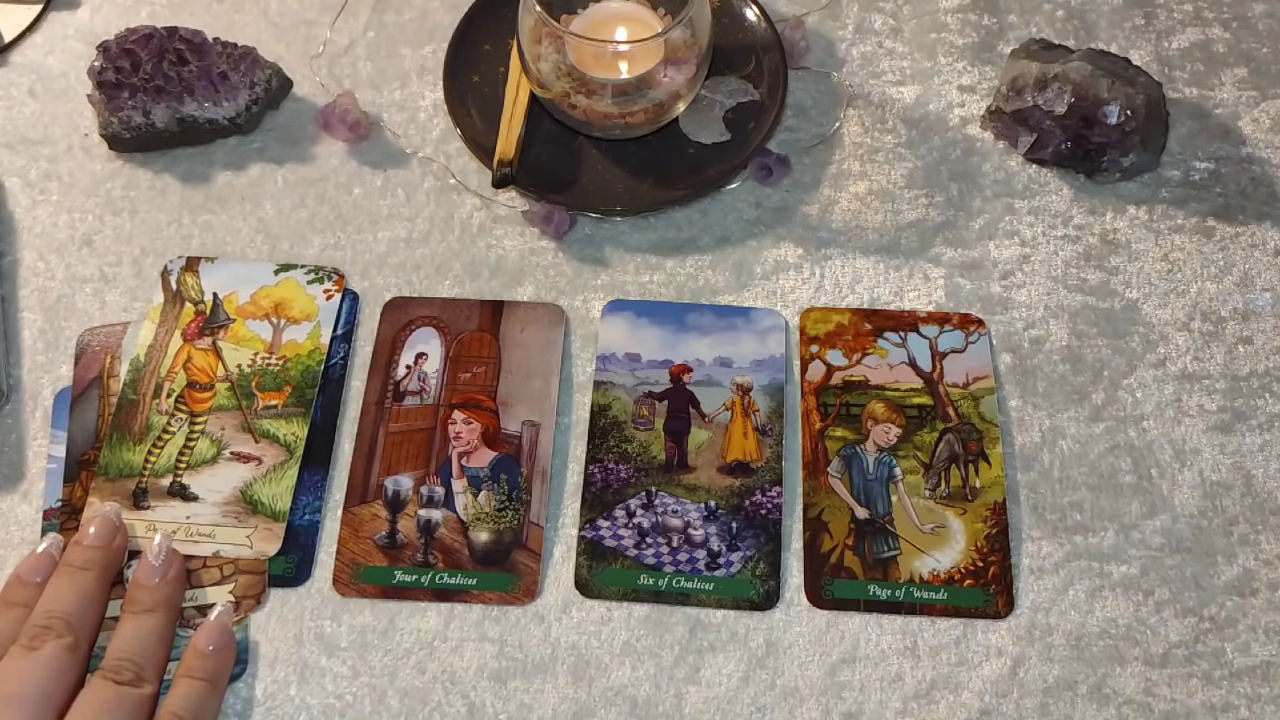 Page of Wands
Four of Chalices
Six of Chalices
Page of Wands